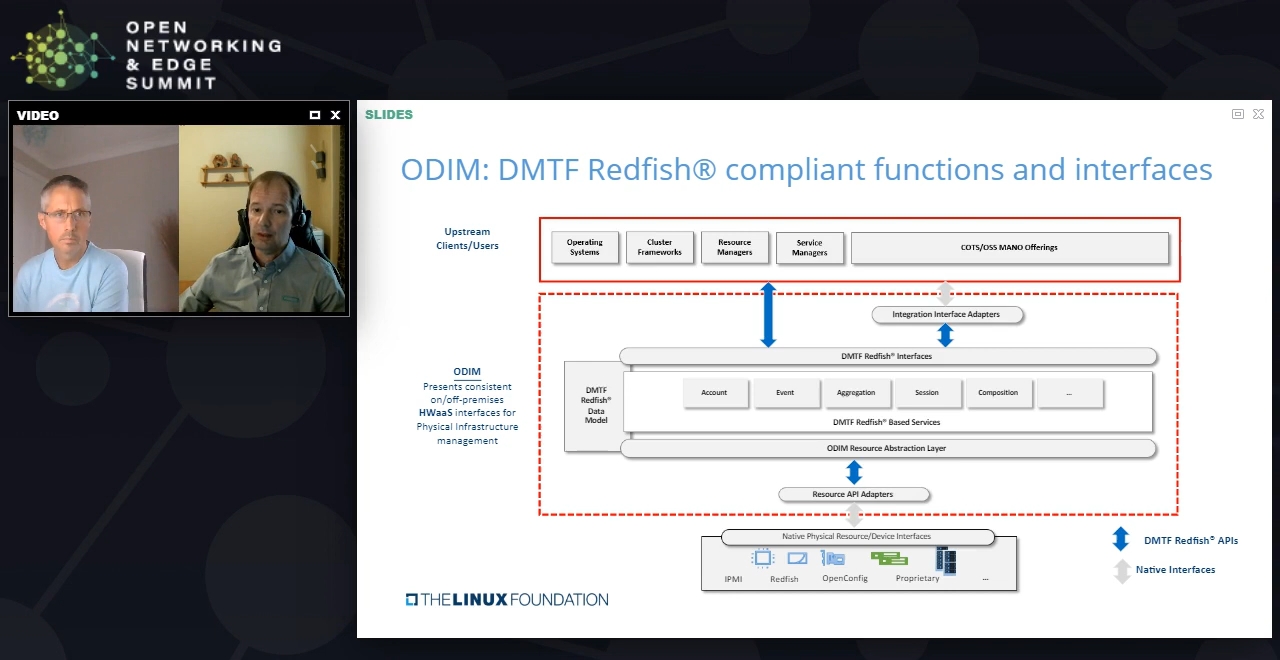 OPEN
NETWORKING
& EDGE
SUMMIT
VIDEO
SLIDES
ODIM: DMTF Redfish® compliant functions and interfaces
Upstream
Clients/Users
Operating
Systems
Cluster
Frameworks
Resource
Managers
Service
Managers
COTS/OSS MANO Offerings
Integration Interface Adapters
DMTF Redfish® Interfaces
ODIM
Presents consistent
on/off-premises
HWaaS interfaces for
Physical Infrastructure
management
DMTF
Redfish®
Data
Model
Account
Event
Aggregation
Session
Composition
...
DMTF Redfish® Based Services
ODIM Resource Abstraction Layer
Resource API Adapters
Native Physical Resource/Device Interfaces
IPMI
Redfish
OpenConfig
Proprietary
...
DMTF Redfish® APIs
Native Interfaces
THE LINUX FOUNDATION